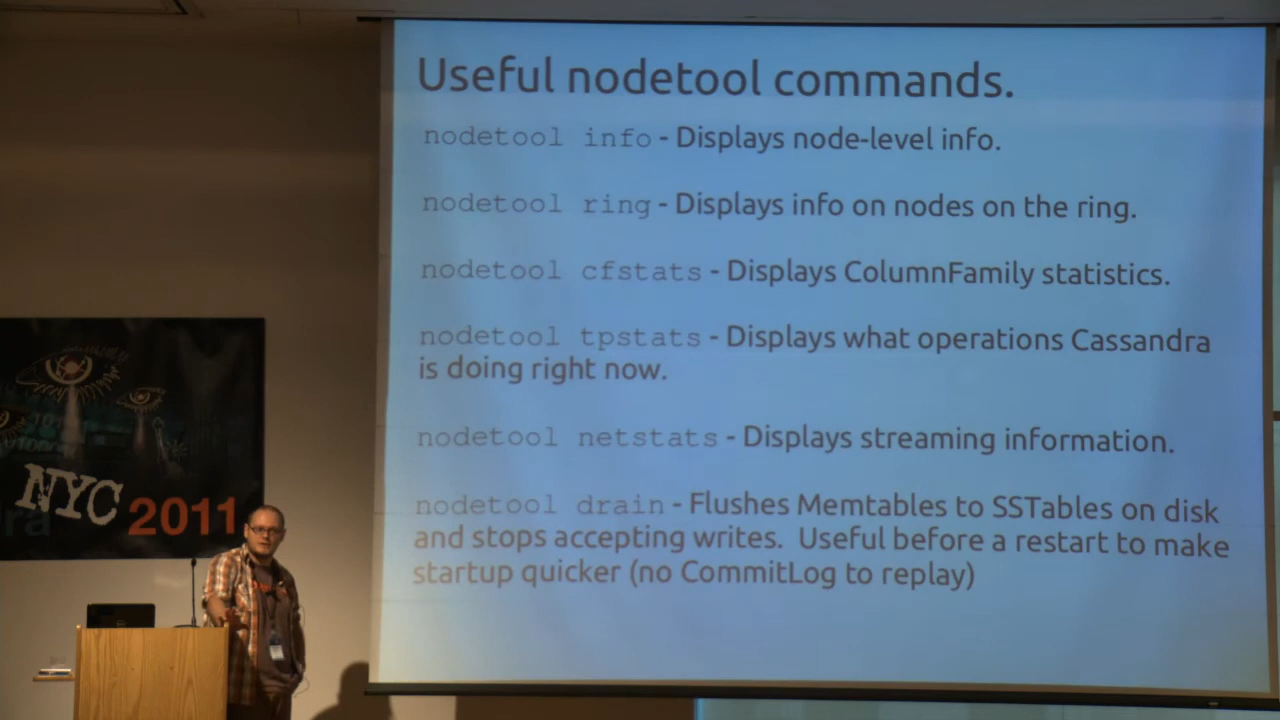 Useful nodetool commands.
nodetool info - Displays node-level info.
nodetool ring - Displays info on nodes on the ring.
nodetool cfstats - Displays ColumnFamily statistics.
nodetool tpstats - Displays what operations Cassandra
is doing right now.
nodetool netstats - Displays streaming information.
nodetool drain - Flushes Memtables to SSTables on disk
and stops accepting writes. Useful before a restart to make
startup quicker (no CommitLog to replay)
NYC 2011